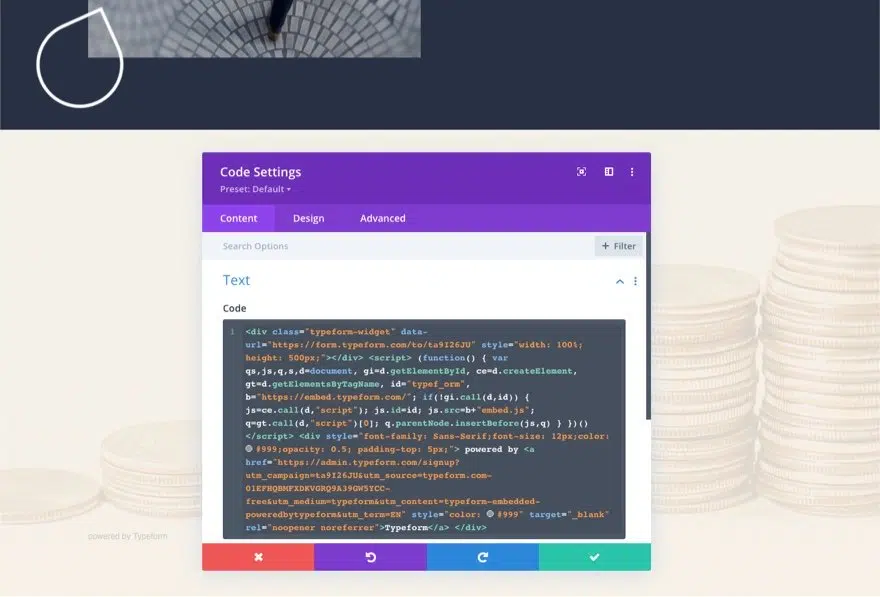 Code Settings
Preset: Default
Content Design Advanced
Search Options + Filter
Text
Code
1 <div class="typeform-widget" data-
url="https://form.typeform.com/to/ta9I26JU" style="width: 100%;
height: 500px;"></div> <script> (function() { var
qs,js,q,s,d=document, gi=d.getElementById, ce=d.createElement,
gt=d.getElementsByTagName, id="typef_orm",
b="https://embed.typeform.com/"; if(!gi.call(d,id)) {
js=ce.call(d,"script"); js.id=id; js.src=b+"embed.js";
q=gt.call(d,"script")[0]; q.parentNode.insertBefore(js,q) } })()
</script> <div style="font-family: Sans-Serif;font-size: 12px;color:
#999;opacity: 0.5; padding-top: 5px;"> powered by <a
href="https://admin.typeform.com/signup?
utm_campaign=ta9I26JU&utm_source=typeform.com-
01EFHQBMFXDKVGRQ9A39GW5YCC-
free&utm_medium=typeform&utm_content=typeform-embedded-
poweredbytypeform&utm_term=EN" style="color: #999" target="_blank"
rel="noopener noreferrer">Typeform</a> </div>
powered by Typeform